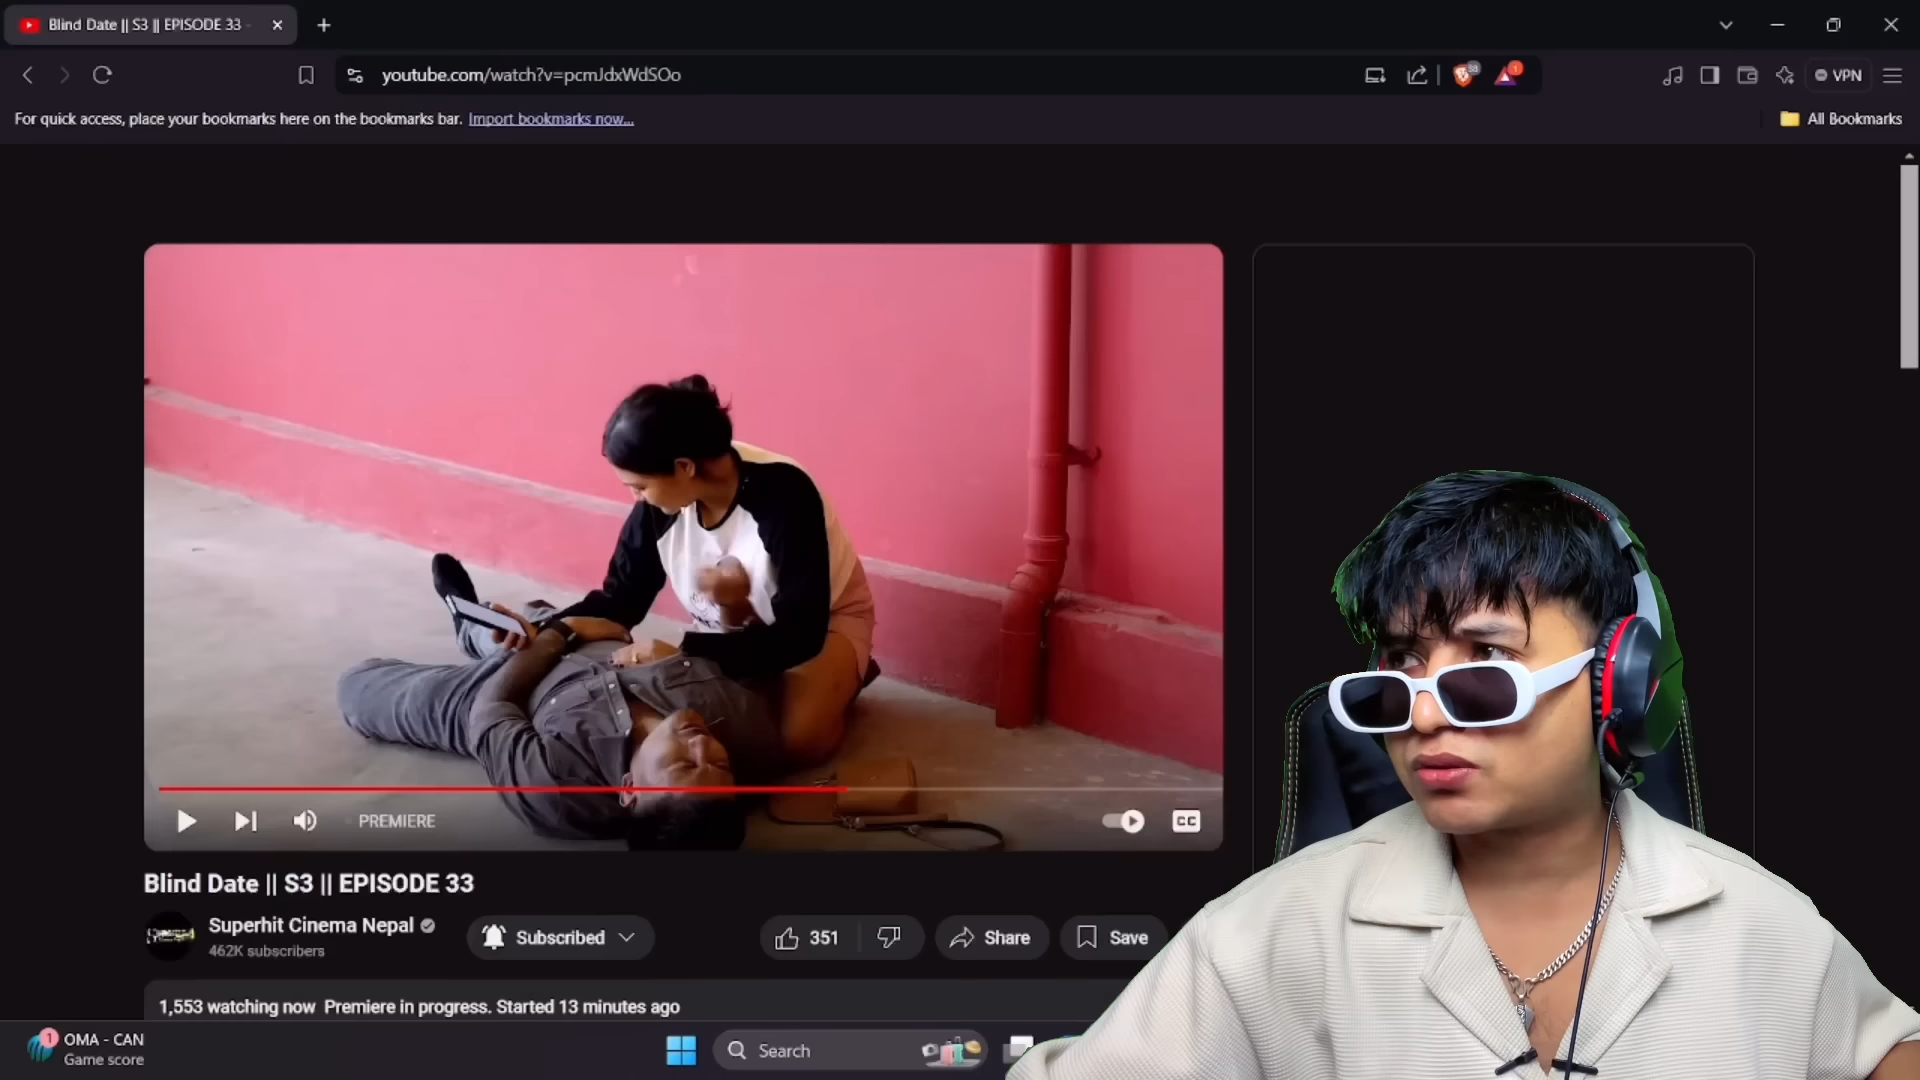 Blind Date || S3 || EPISODE 33
youtube.com/watch?v=pcmJdxWdSOo
38
1
VPN
For quick access, place your bookmarks here on the bookmarks bar. Import bookmarks now...
All Bookmarks
PREMIERE
CC
Blind Date || S3 || EPISODE 33
Superhit Cinema Nepal
462K subscribers
Subscribed
351
Share
Save
1,553 watching now Premiere in progress. Started 13 minutes ago
1
OMA - CAN
Game score
Search